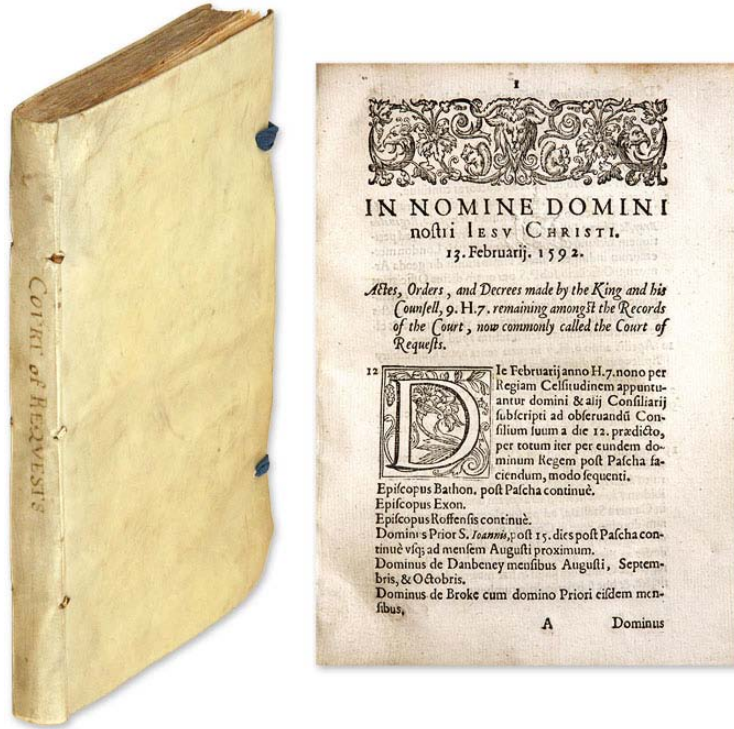 COURT of REQVESTS
1
IN NOMINE DOMINI
noſtri IESV CHRISTI.
13. Februarij. 1592.
Actes, Orders, and Decrees made by the King and his
Counſell, 9. H.7. remaining amongſt the Records
of the Court, now commonly called the Court of
Requeſts.
12 DIe Februarij anno H.7. nono per
Regiam Celſitudinem appunctu-
antur domini & alij Conſiliarij
ſubſcripti ad obſeruandū Con-
ſilium ſuum a die 12. prædicto,
per totum iter per eundem do-
minum Regem poſt Paſcha fa-
ciendum, modo ſequenti.
Epiſcopus Bathon. poſt Paſcha continuè.
Epiſcopus Exon.
Epiſcopus Roffenſis continuè.
Dominus Prior S. Ioannis, poſt 15. dies poſt Paſcha con-
tinuè vſq; ad menſem Auguſti proximum.
Dominus de Danbeney menſibus Auguſti, Septem-
bris, & Octobris.
Dominus de Broke cum domino Priori eiſdem men-
ſibus.
A Dominus